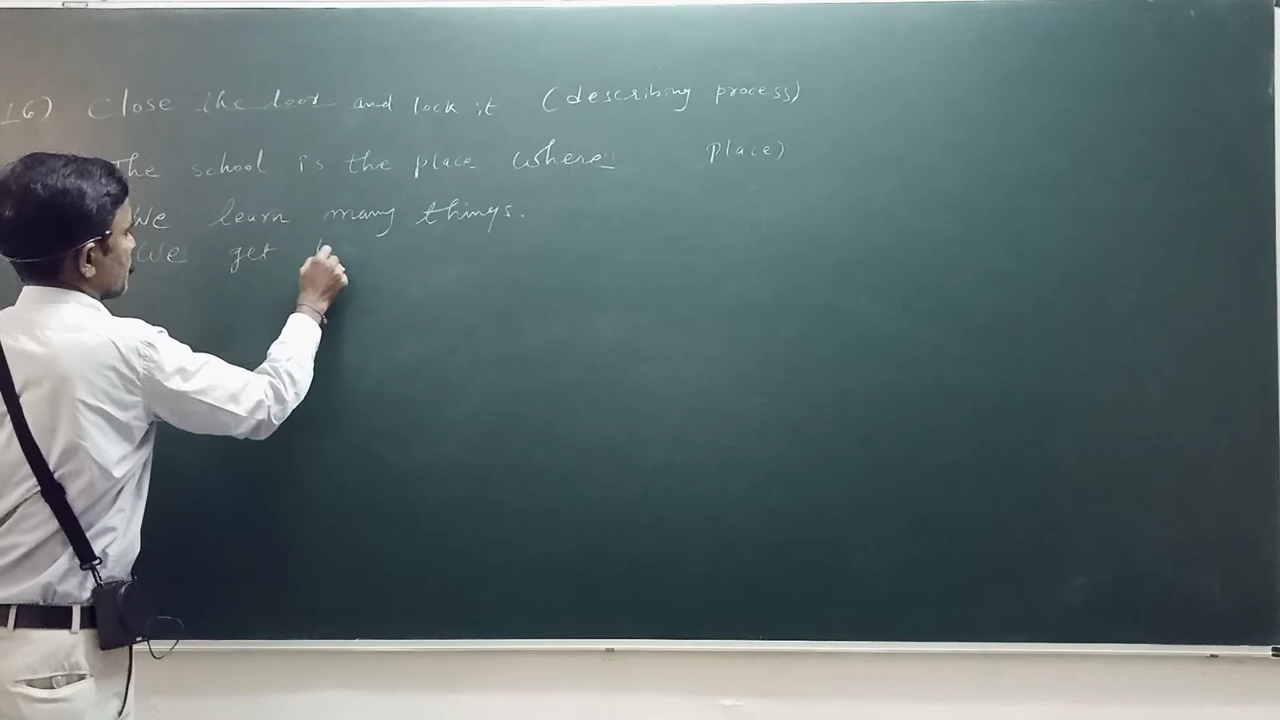 16) Close the door and lock it (describing process)
The school is the place where place)
We learn many things.
We get